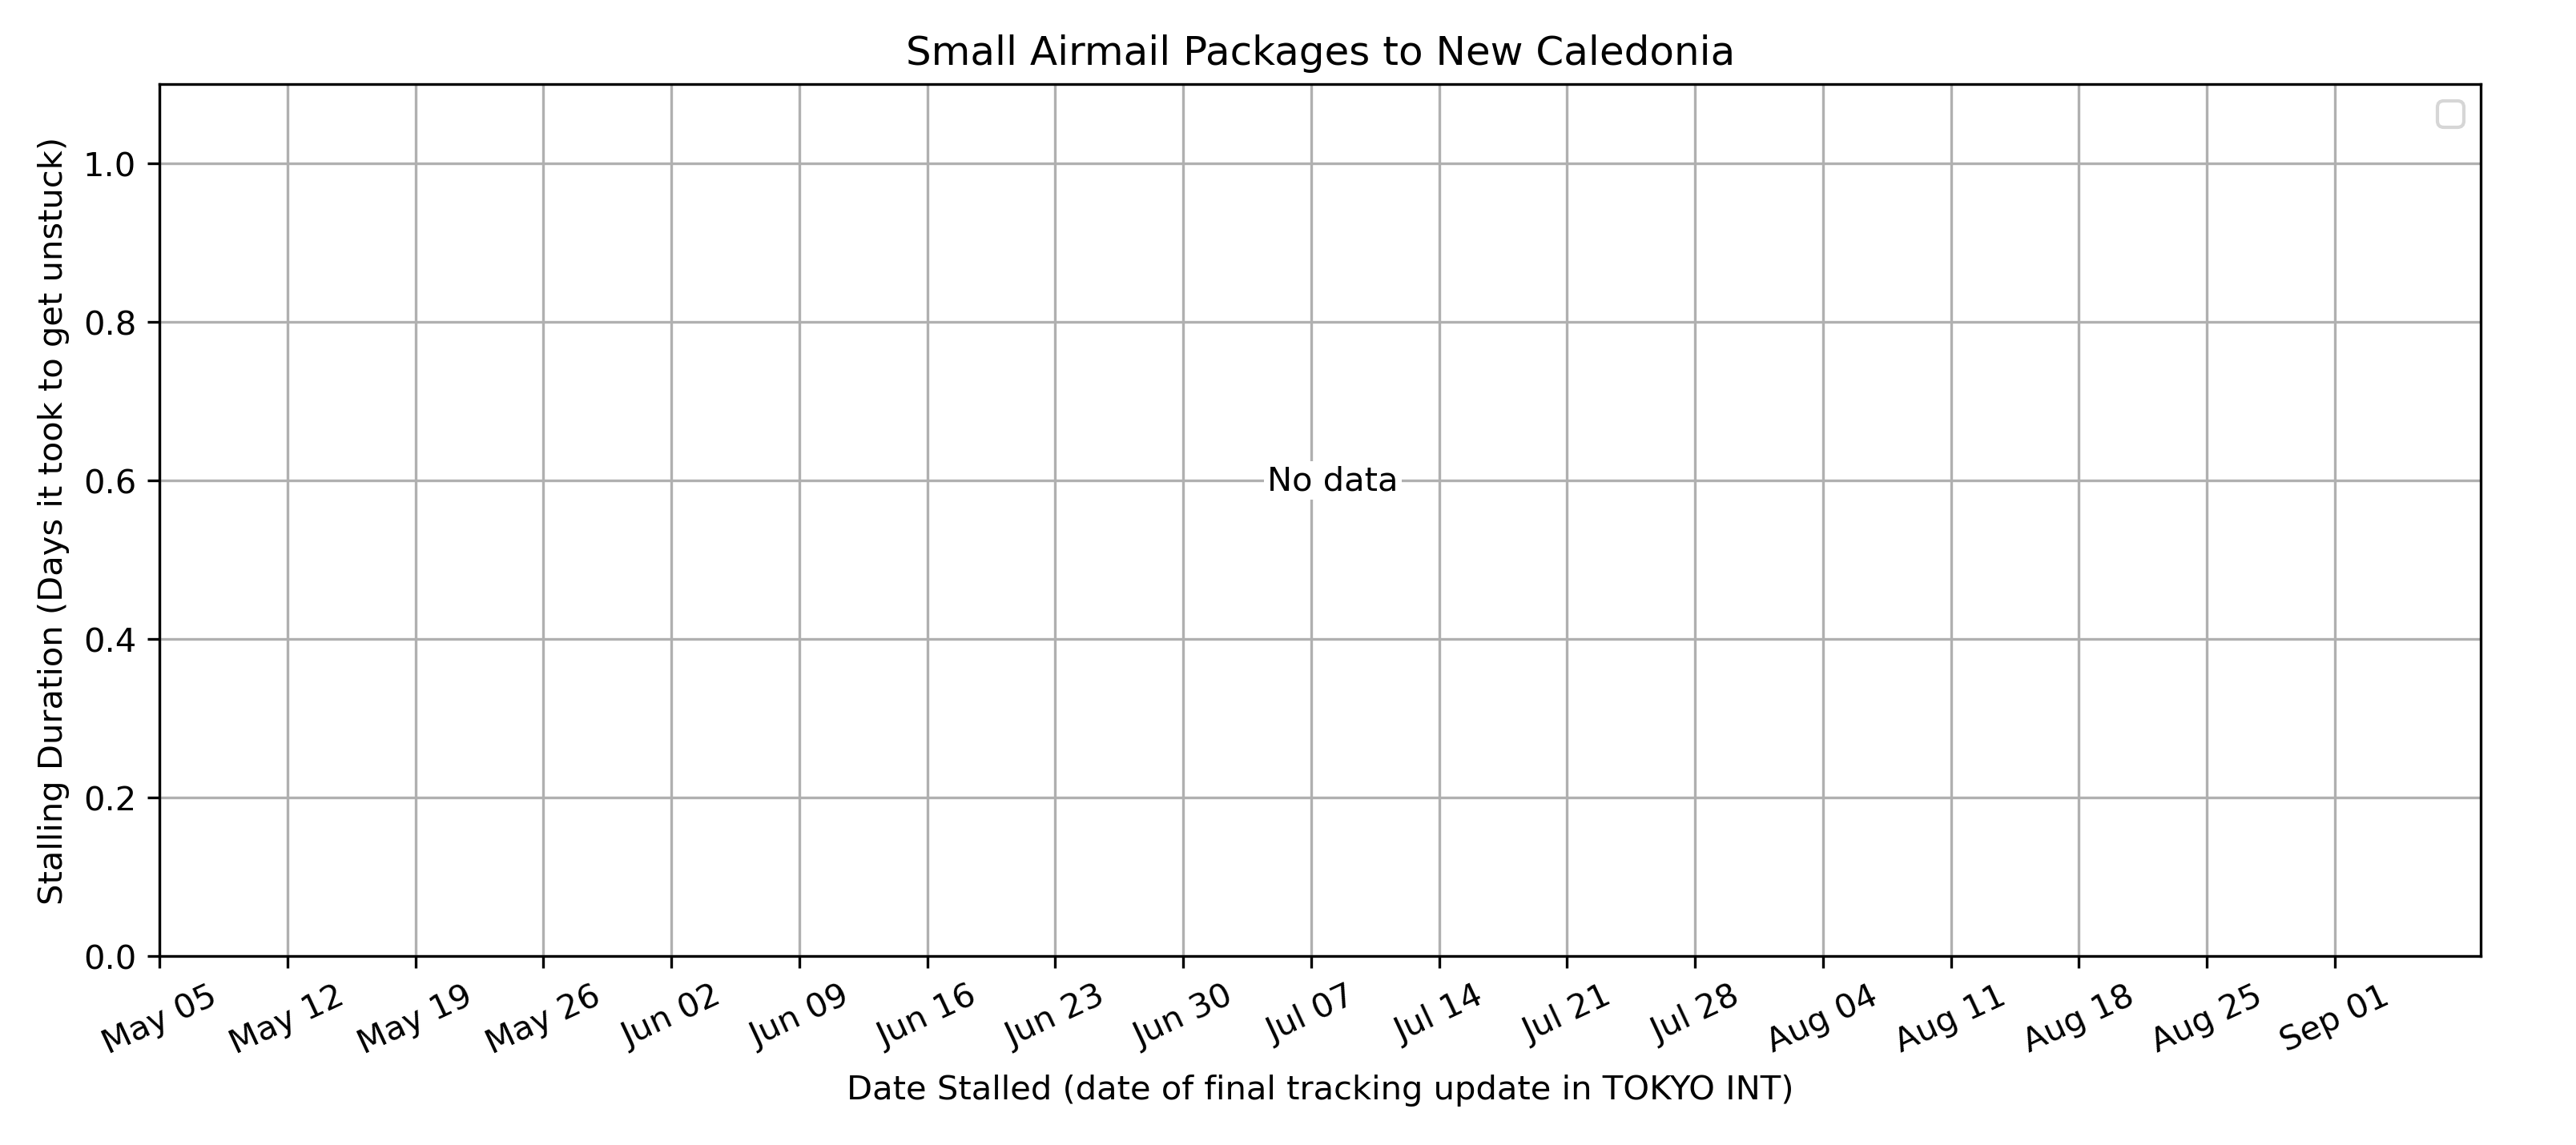 Small Airmail Packages to New Caledonia
Stalling Duration (Days it took to get unstuck)
1.0
0.8
0.6
0.4
0.2
0.0
No data
May 05
May 12
May 19
May 26
Jun 02
Jun 09
Jun 16
Jun 23
Jun 30
Jul 07
Jul 14
Jul 21
Jul 28
Aug 04
Aug 11
Aug 18
Aug 25
Sep 01
Date Stalled (date of final tracking update in TOKYO INT)